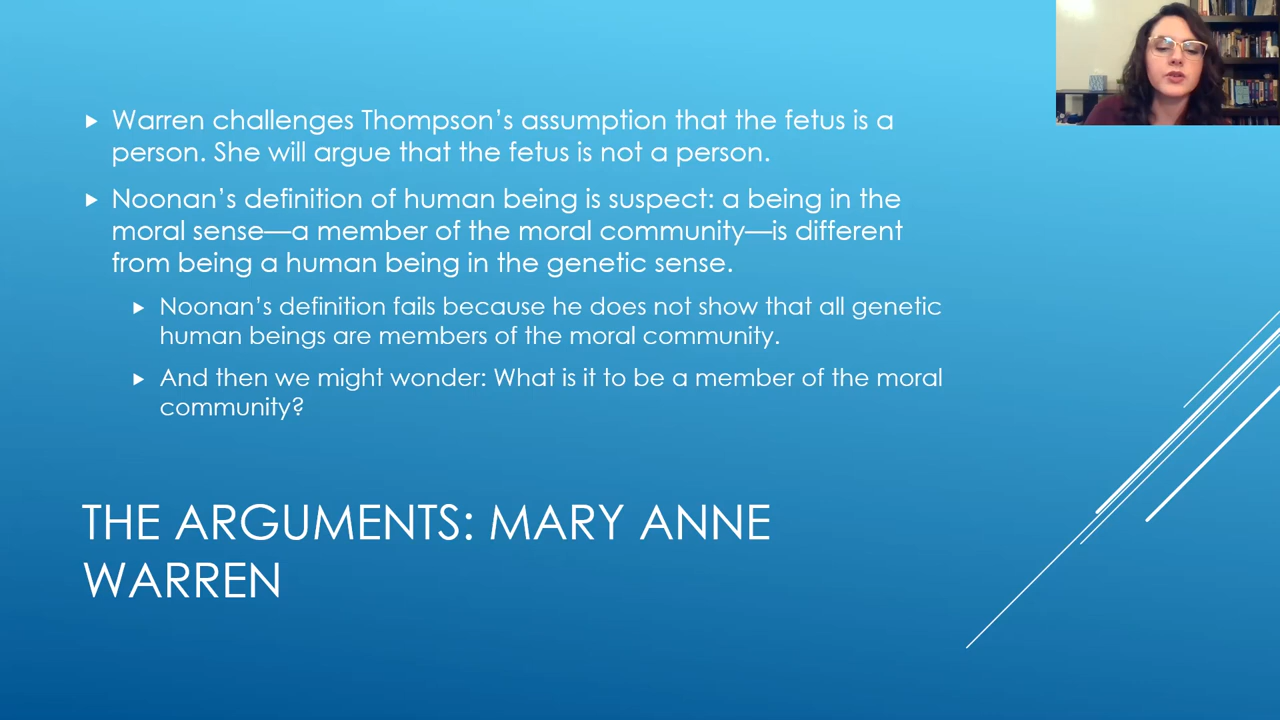 Warren challenges Thompson’s assumption that the fetus is a
person. She will argue that the fetus is not a person.
Noonan’s definition of human being is suspect: a being in the
moral sense—a member of the moral community—is different
from being a human being in the genetic sense.
Noonan’s definition fails because he does not show that all genetic
human beings are members of the moral community.
And then we might wonder: What is it to be a member of the moral
community?
THE ARGUMENTS: MARY ANNE
WARREN